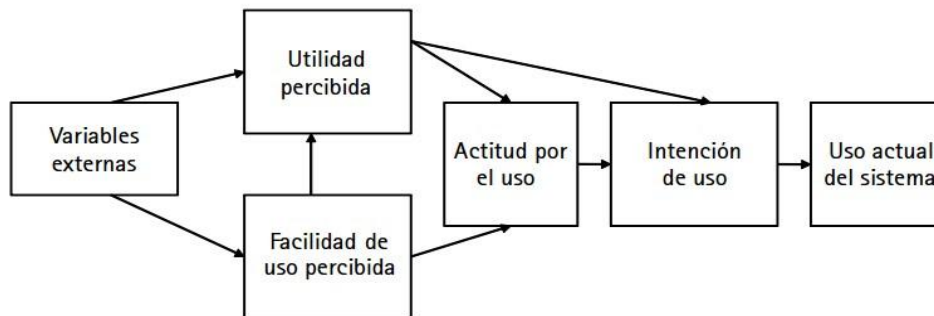 Utilidad
percibida
Variables
externas
Actitud por
el uso
Intención
de uso
Uso actual
del sistema
Facilidad de
uso percibida